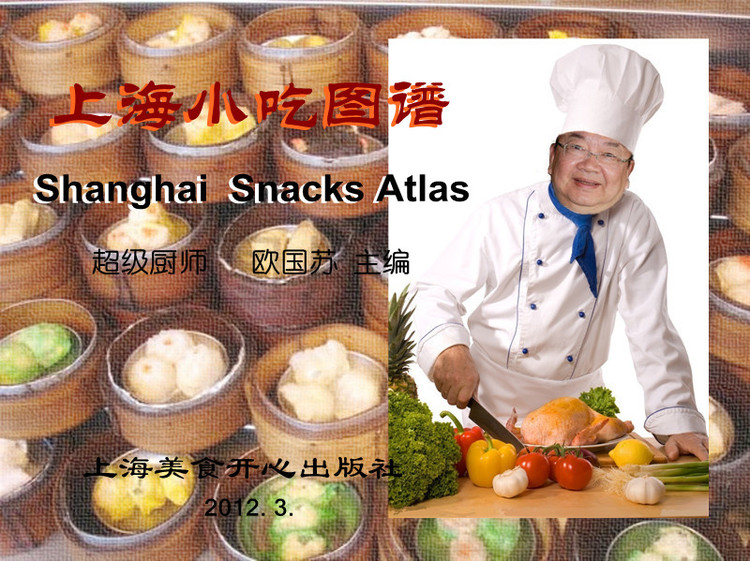 上海小吃图谱
Shanghai Snacks Atlas
超级厨师 欧国苏 主编
上海美食开心出版社
2012. 3.